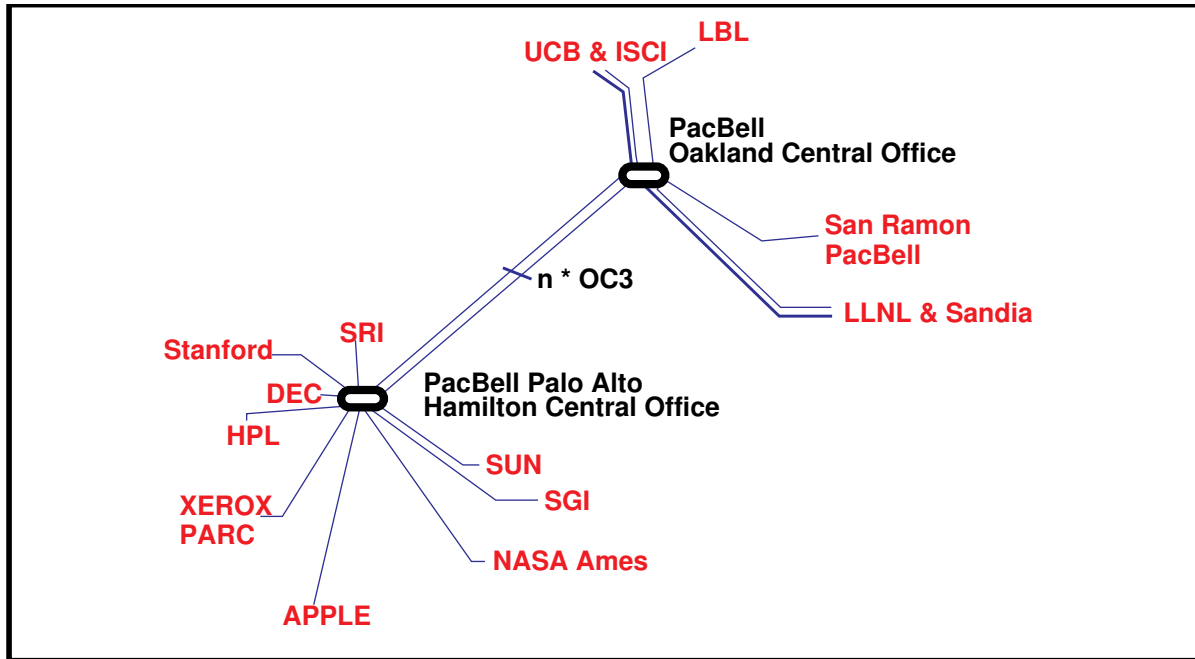 LBL
UCB & ISCI
PacBell
Oakland Central Office
San Ramon
PacBell
n * OC3
LLNL & Sandia
SRI
Stanford
PacBell Palo Alto
DEC
Hamilton Central Office
HPL
SUN
SGI
XEROX
PARC
NASA Ames
APPLE